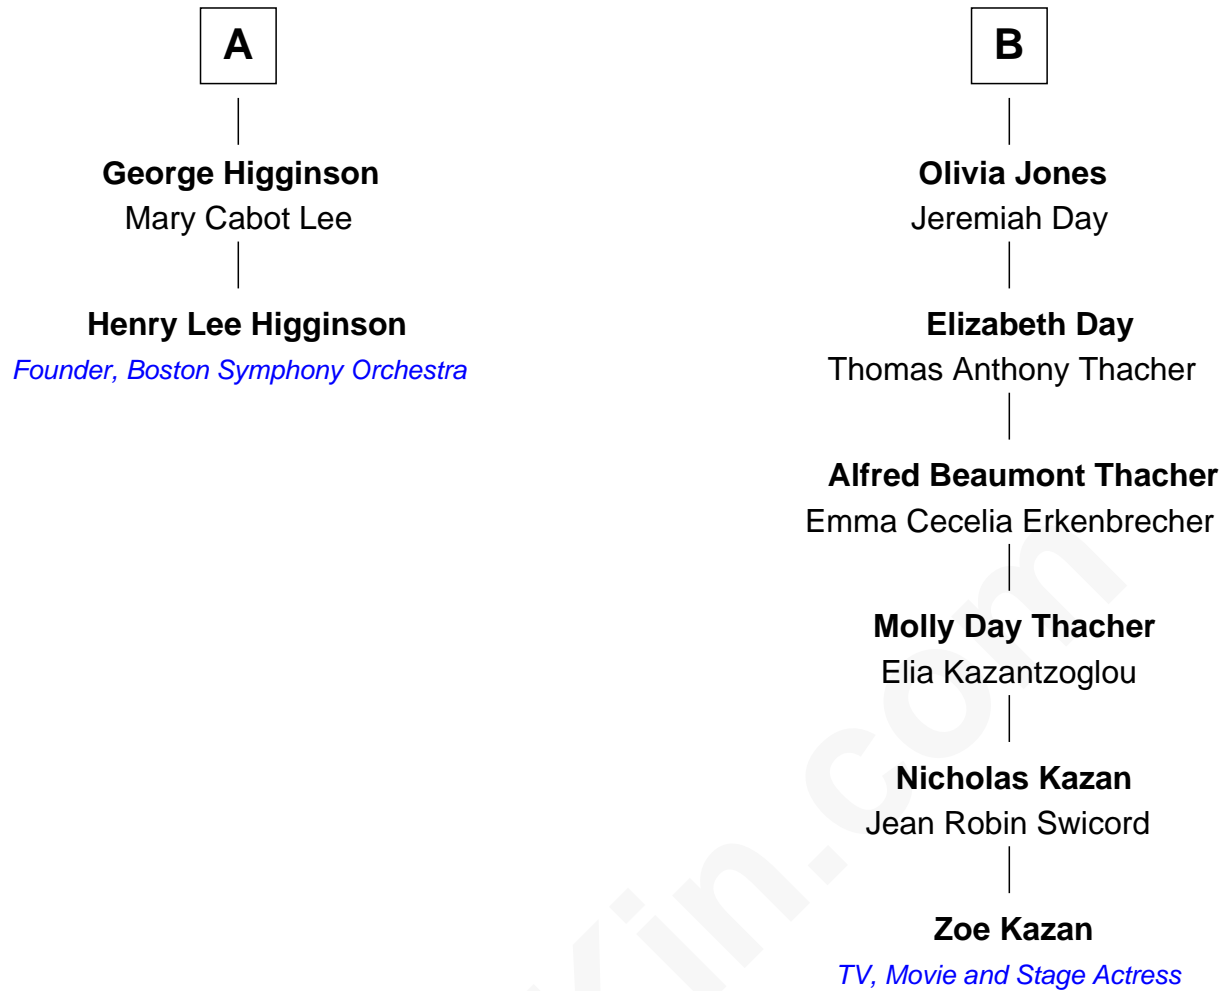 A
George Higginson
Mary Cabot Lee
Henry Lee Higginson
Founder, Boston Symphony Orchestra
B
Olivia Jones
Jeremiah Day
Elizabeth Day
Thomas Anthony Thacher
Alfred Beaumont Thacher
Emma Cecelia Erkenbrecher
Molly Day Thacher
Elia Kazantzoglou
Nicholas Kazan
Jean Robin Swicord
Zoe Kazan
TV, Movie and Stage Actress
in.com